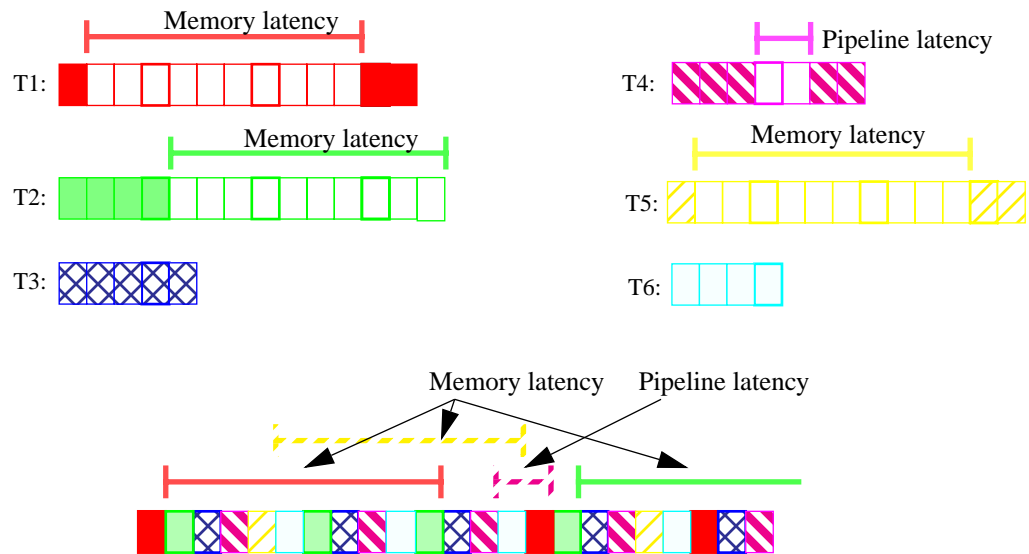 Memory latency
Pipeline latency
T1:
T4:
Memory latency
Memory latency
T2:
T5:
T3:
T6:
Memory latency
Pipeline latency